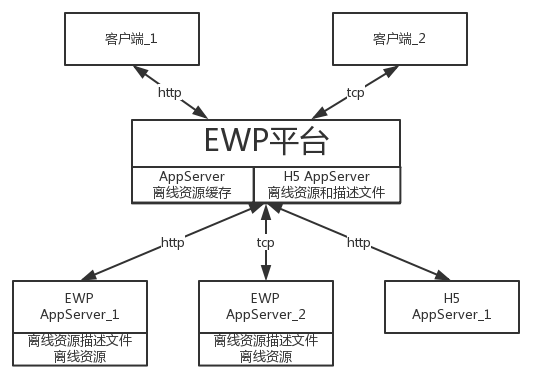 客户端_1
客户端_2
http
tcp
EWP平台
AppServer
离线资源缓存
H5 AppServer
离线资源和描述文件
http
tcp
http
EWP
AppServer_1
离线资源描述文件
离线资源
EWP
AppServer_2
离线资源描述文件
离线资源
H5
AppServer_1